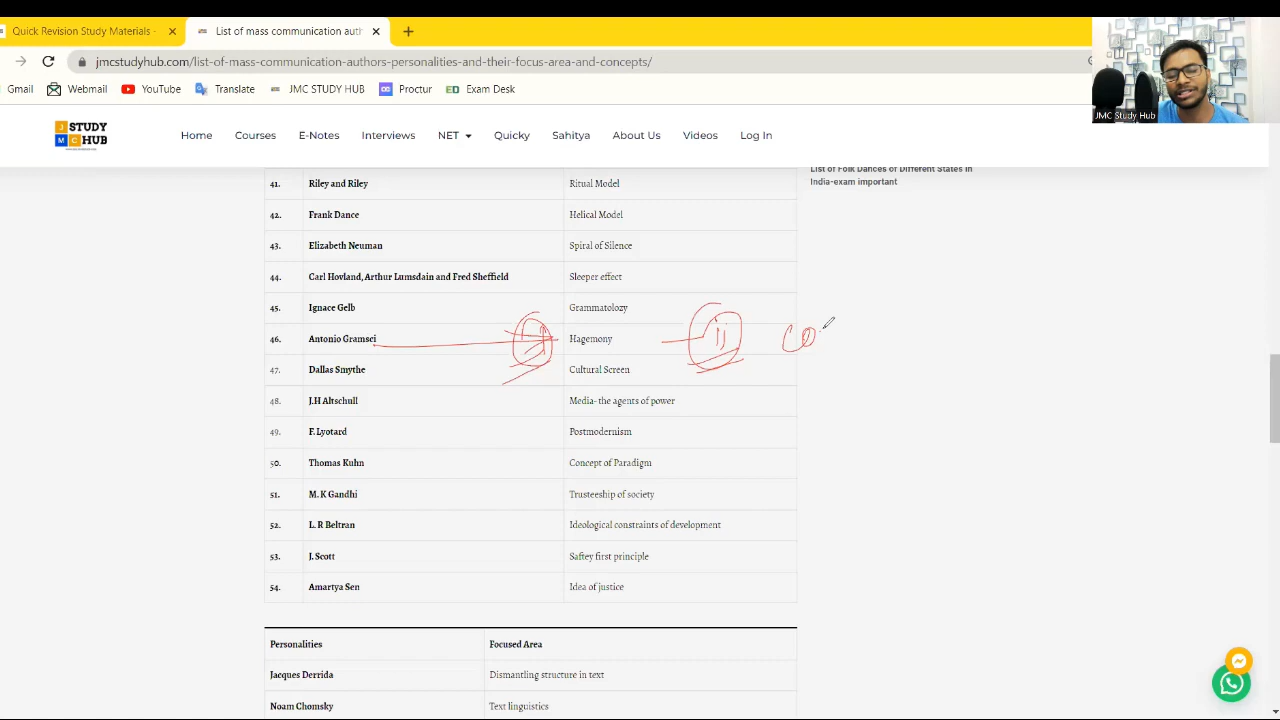 Quick Revision Study Materials -
List of mass communication auth
jmcstudyhub.com/list-of-mass-communication-authors-personalities-and-their-focus-area-and-concepts/
Gmail Webmail YouTube Translate JMC STUDY HUB Proctur ED Exam Desk
JMC Study Hub
J STUDY
M C HUB
Home Courses E-Notes Interviews NET Quicky Sahitya About Us Videos Log In
List of Folk Dances of Different States in
India-exam important
41. Riley and Riley Ritual Model
42. Frank Dance Helical Model
43. Elizabeth Neuman Spiral of Silence
44. Carl Hovland, Arthur Lumsdain and Fred Sheffield Sleeper effect
45. Ignace Gelb Grammatolozy
46. Antonio Gramsci Hagemony
47. Dallas Smythe Cultural Screen
48. J.H Altschull Media- the agents of power
49. F. Lyotard Postmodernism
50. Thomas Kuhn Concept of Paradigm
51. M. K Gandhi Trusteeship of society
52. L. R Beltran Ideological constraints of development
53. J. Scott Saftey first principle
54. Amartya Sen Idea of justice
Personalities Focused Area
Jacques Derrida Dismantling structure in text
Noam Chomsky Text linguistics